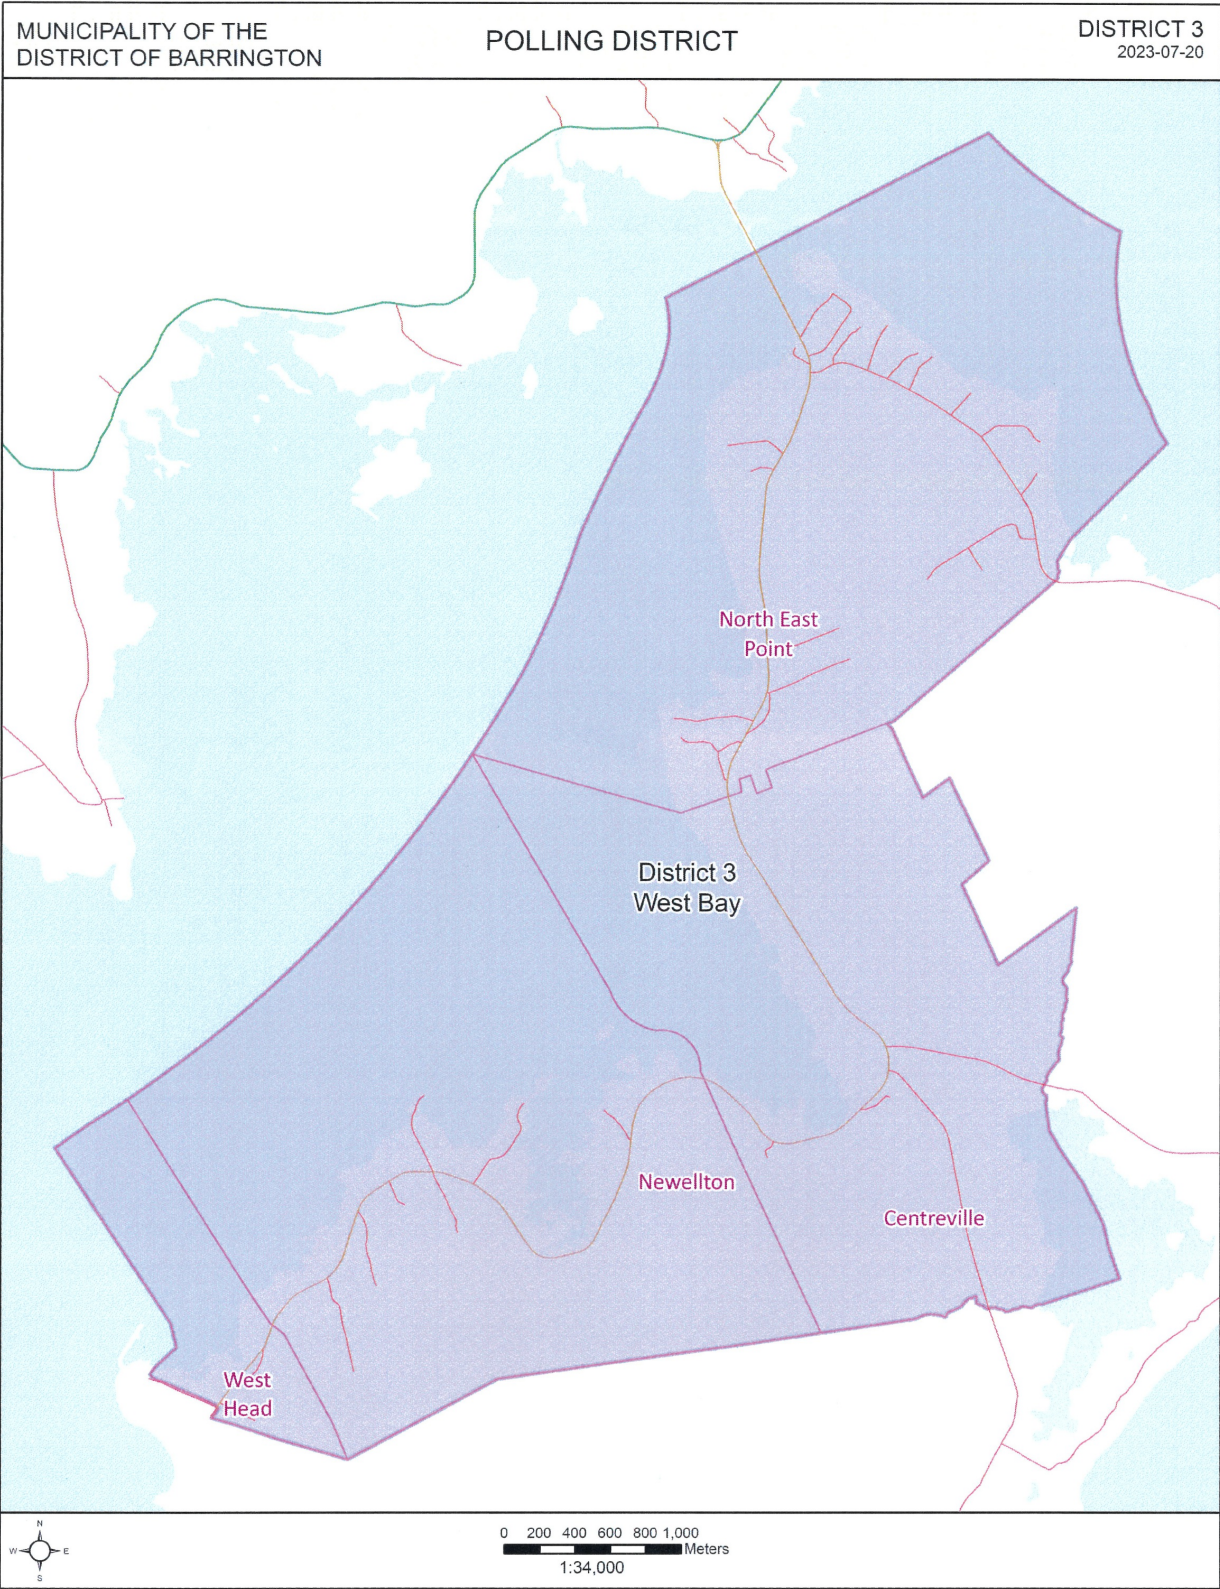 MUNICIPALITY OF THE
DISTRICT OF BARRINGTON
POLLING DISTRICT
DISTRICT 3
2023-07-20
North East
Point
District 3
West Bay
Newellton
Centreville
West
Head
N
W E
S
0 200 400 600 800 1,000
Meters
1:34,000